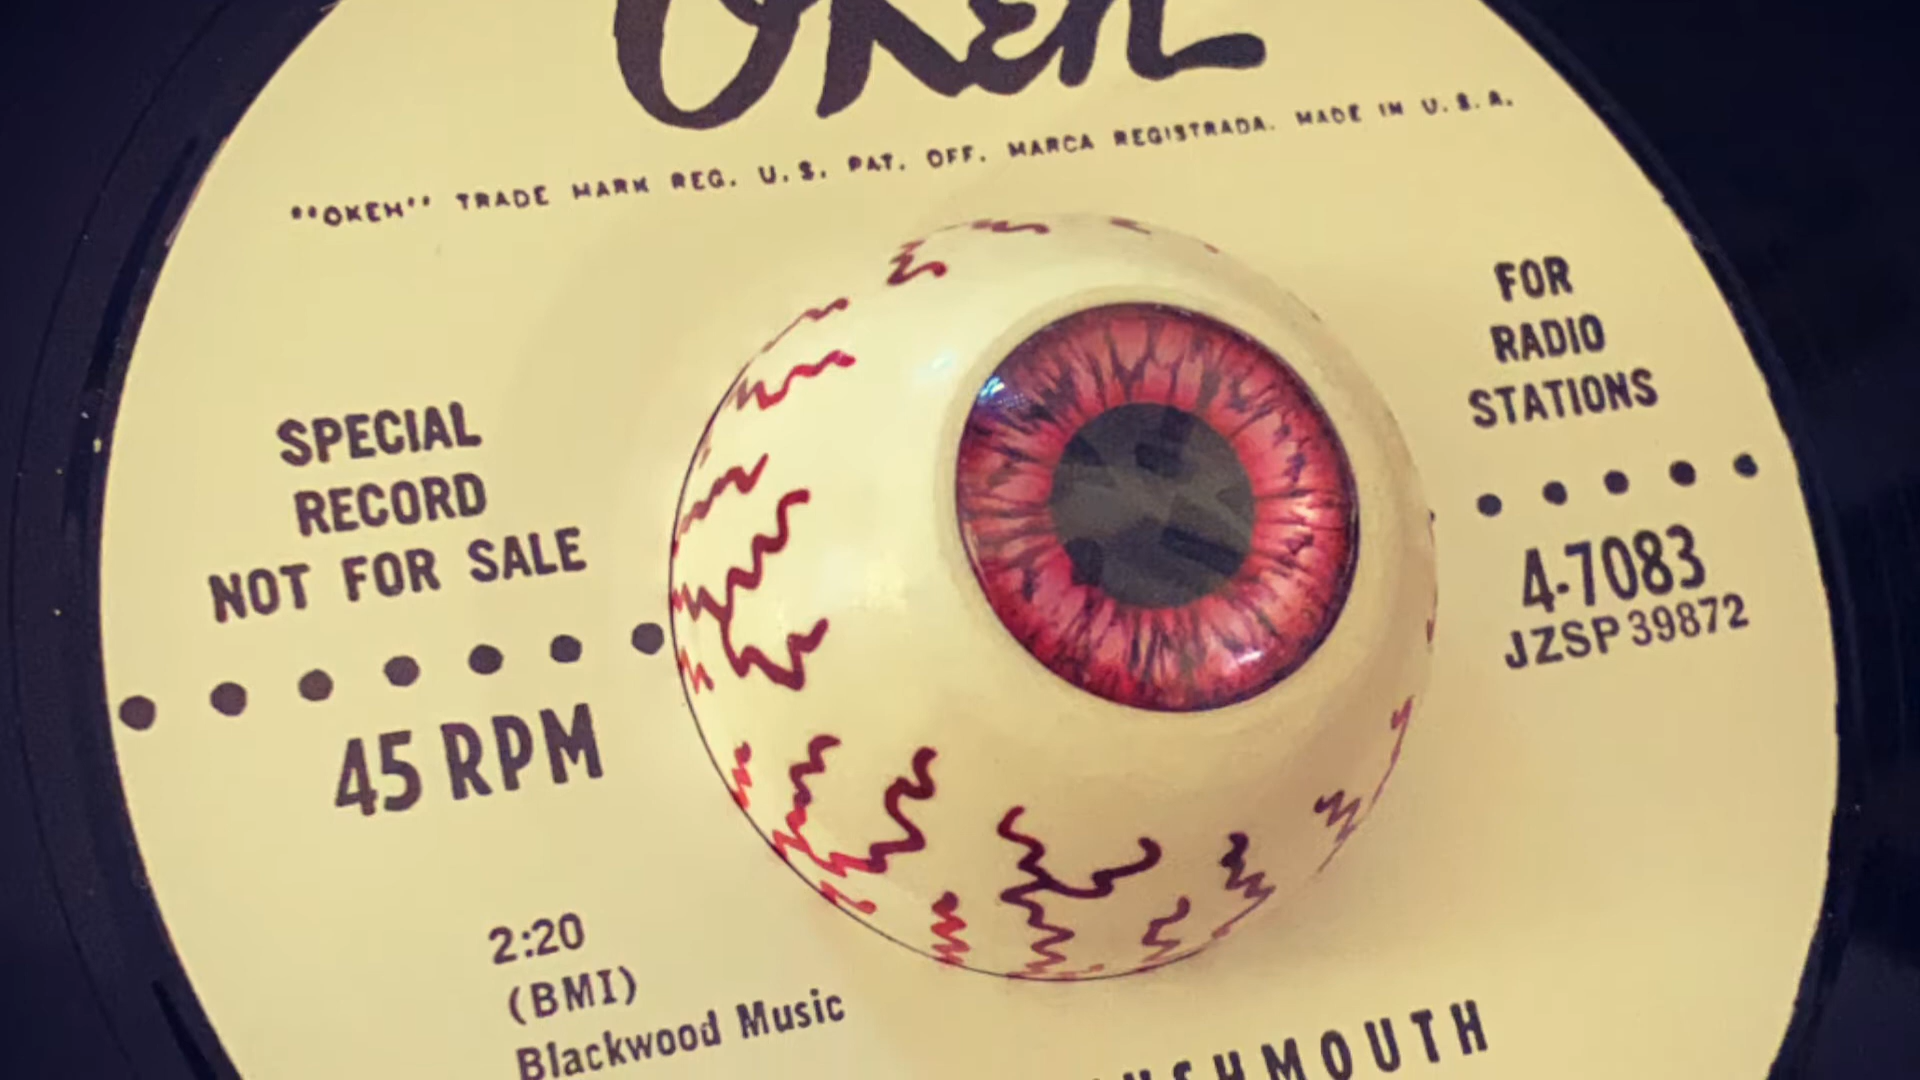 OKeh
"OKEH" TRADE MARK REG. U.S. PAT. OFF. MARCA REGISTRADA. MADE IN U.S.A.
SPECIAL
RECORD
NOT FOR SALE
45 RPM
2:20
(BMI)
Blackwood Music
FOR
RADIO
STATIONS
4-7083
JZSP 39872